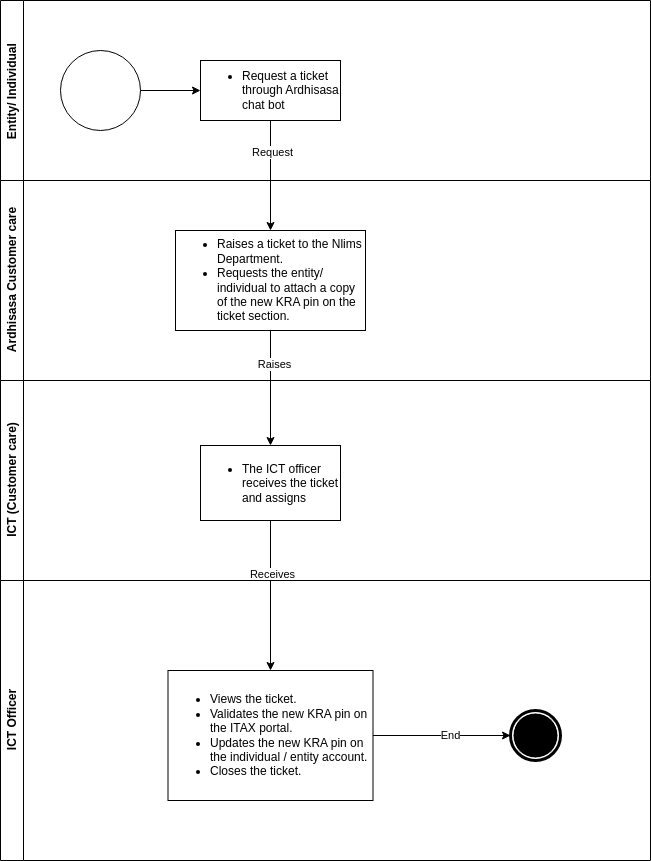 Entity/ Individual
Request a ticket
through Ardhisasa
chat bot
Request
Ardhisasa Customer care
Raises a ticket to the Nlims
Department.
Requests the entity/
individual to attach a copy
of the new KRA pin on the
ticket section.
Raises
ICT (Customer care)
The ICT officer
receives the ticket
and assigns
Receives
ICT Officer
Views the ticket.
Validates the new KRA pin on
the ITAX portal.
Updates the new KRA pin on
the individual / entity account.
Closes the ticket.
End